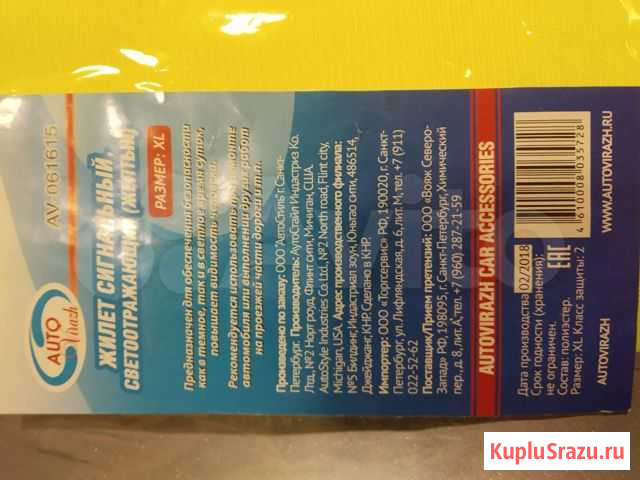 AV-061615
AUTO
Virazh
ЖИЛЕТ СИГНАЛЬНЫЙ,
СВЕТООТРАЖАЮЩИЙ (ЖЕЛТЫЙ)
РАЗМЕР: XL
Предназначен для обеспечения безопасности
как в темное, так и в светлое время суток,
повышает видимость человека.
Рекомендуется использовать при ремонте
автомобиля или выполнении других работ
на проезжей части дороги и т.п.
Произведено по заказу: ООО"АвтоСтиль" г. Санкт-
Петербург. Производитель: АутоСтайл Индастриз Ко.
Лтд., №2 Норт роуд, Флинт сити, Мичиган, США.
AutoStyle Industries Co.Ltd., №2 North road, Flint city,
Michigan, USA. Адрес производственного филиала:
№5 Билдинг, Индастриал зоун, Юнгао сити, 486514,
Джейджанг, КНР. Сделано в КНР.
Импортер: ООО «Торгсервис» РФ, 190020, г. Санкт-
Петербург, ул. Лифляндская, д. 6, лит. М, тел. +7 (911)
022-52-62
Поставщик/Прием претензий: ООО «Вояж Северо-
Запад» РФ, 198095, г. Санкт-Петербург, Химический
пер., д. 8, лит. А, тел. +7 (960) 287-21-59
AUTOVIRAZH CAR ACCESSORIES
Дата производства 02/2018
Срок годности (хранения):
не ограничен.
Состав: полиэстер.
Размер: XL Класс защиты: 2
EAC
4610008035728
AUTOVIRAZH
WWW.AUTOVIRAZH.RU
Avito
KupluSrazu.ru